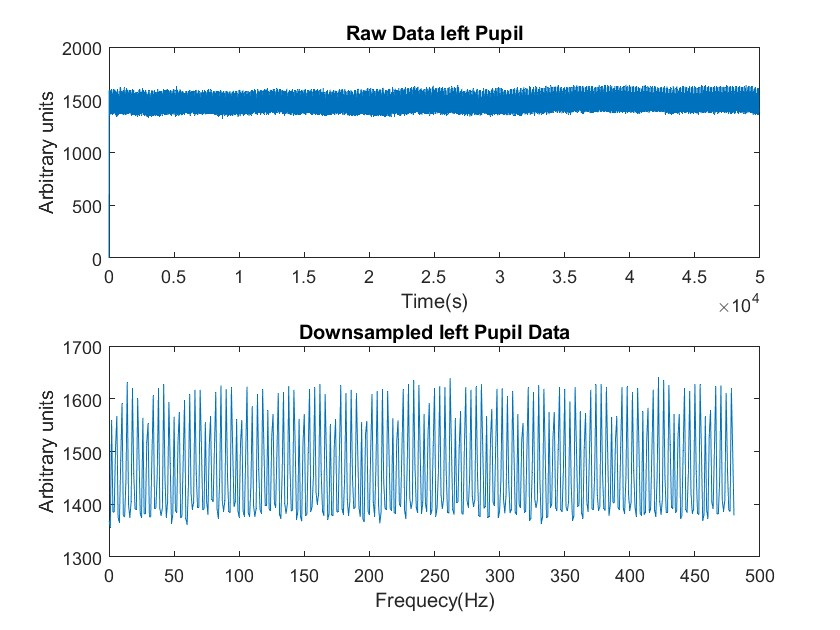 Raw Data left Pupil
2000
1500
1000
500
0
Arbitrary units
0 0.5 1 1.5 2 2.5 3 3.5 4 4.5 5
Time(s)
×10⁴
Downsampled left Pupil Data
1700
1600
1500
1400
1300
Arbitrary units
0 50 100 150 200 250 300 350 400 450 500
Frequecy(Hz)